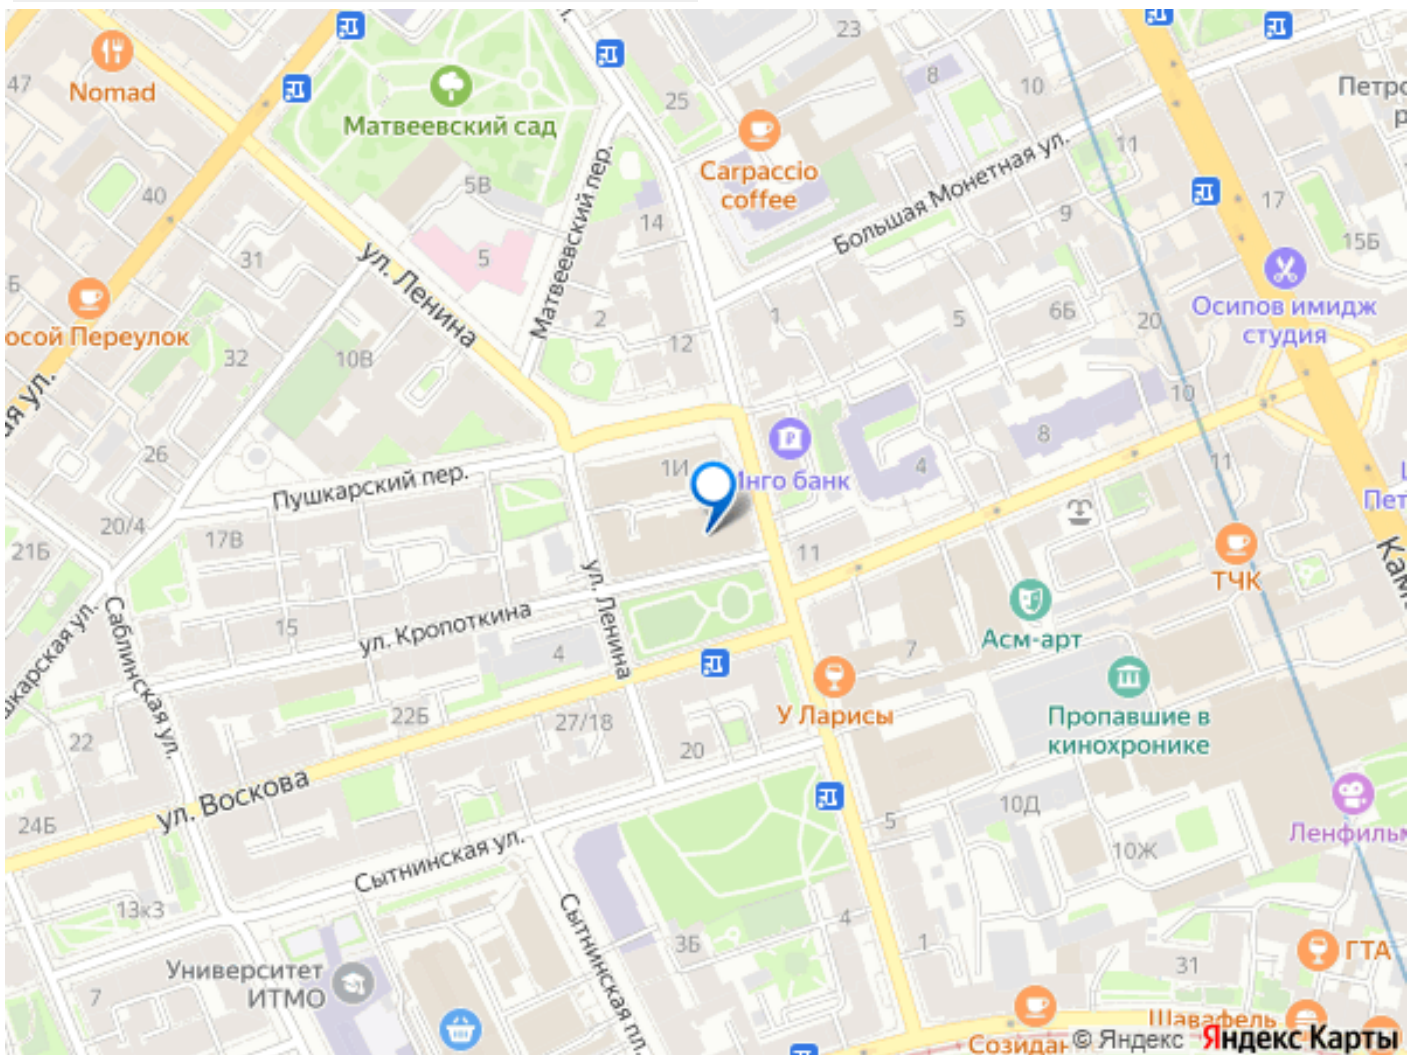 23
47
Nomad
8
10
Петро
25
Матвеевский сад
Carpaccio
coffee
11
5В
40
14
Матвеевский пер.
Большая Монетная ул.
9
17
15Б
31
5
ул. Ленина
Осипов имидж
студия
осой Переулок
2
1
5
6Б
20
32
10В
12
ая ул.
10
26
8
1И
Инго банк
4
11
Пушкарский пер.
20/4
17В
21Б
11
ТЧК
ул. Ленина
Саблинская ул.
ул. Кропоткина
15
4
Асм-арт
7
шкарская ул.
22Б
27/18
У Ларисы
Пропавшие в
кинохронике
22
20
ул. Воскова
24Б
5
10Д
Ленфильм
Сытнинская ул.
10Ж
13к3
Сытнинская пл.
4
3Б
1
ГТА
Университет
ИТМО
31
7
Шавафель
Созидан
© Яндекс
Яндекс Карты